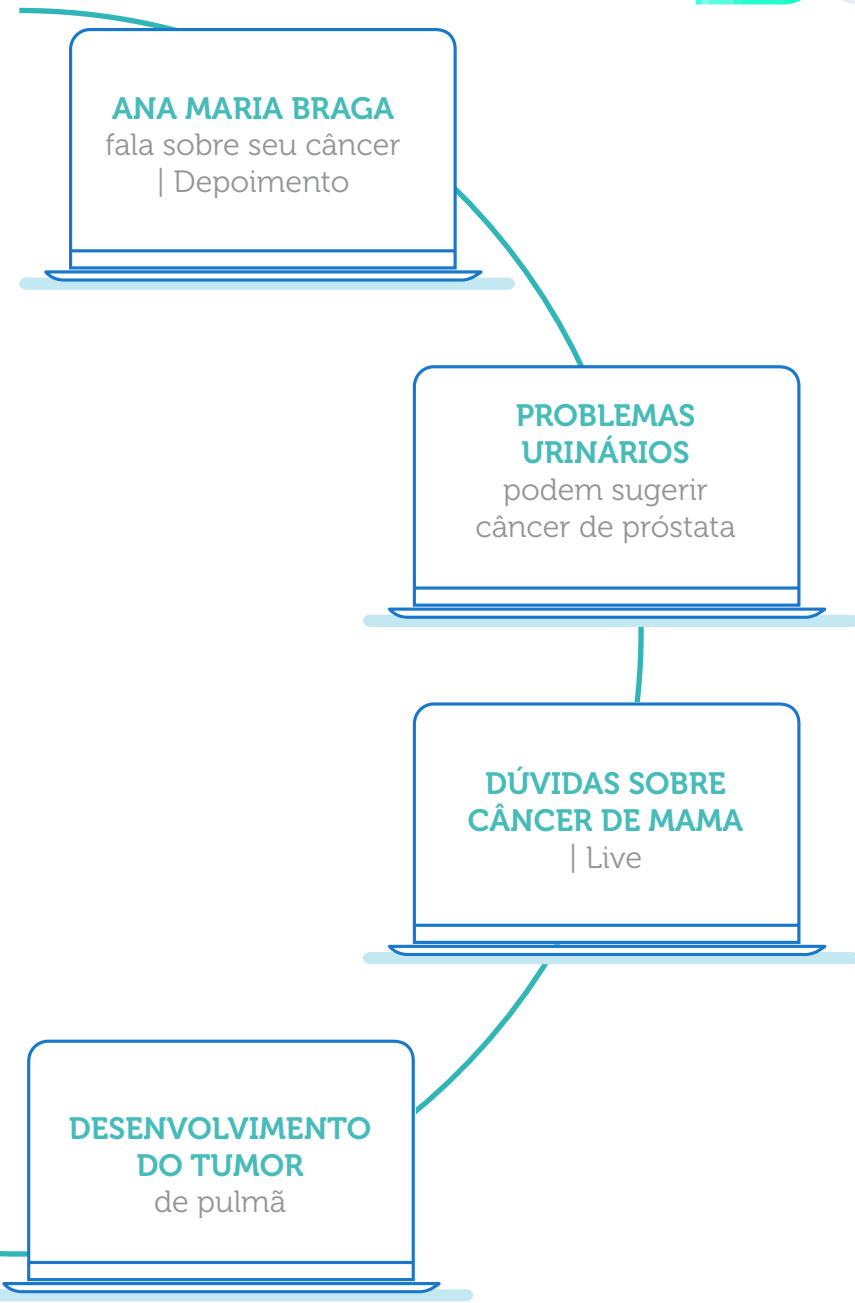 ANA MARIA BRAGA
fala sobre seu câncer
| Depoimento
PROBLEMAS
URINÁRIOS
podem sugerir
câncer de próstata
DÚVIDAS SOBRE
CÂNCER DE MAMA
| Live
DESENVOLVIMENTO
DO TUMOR
de pulmã